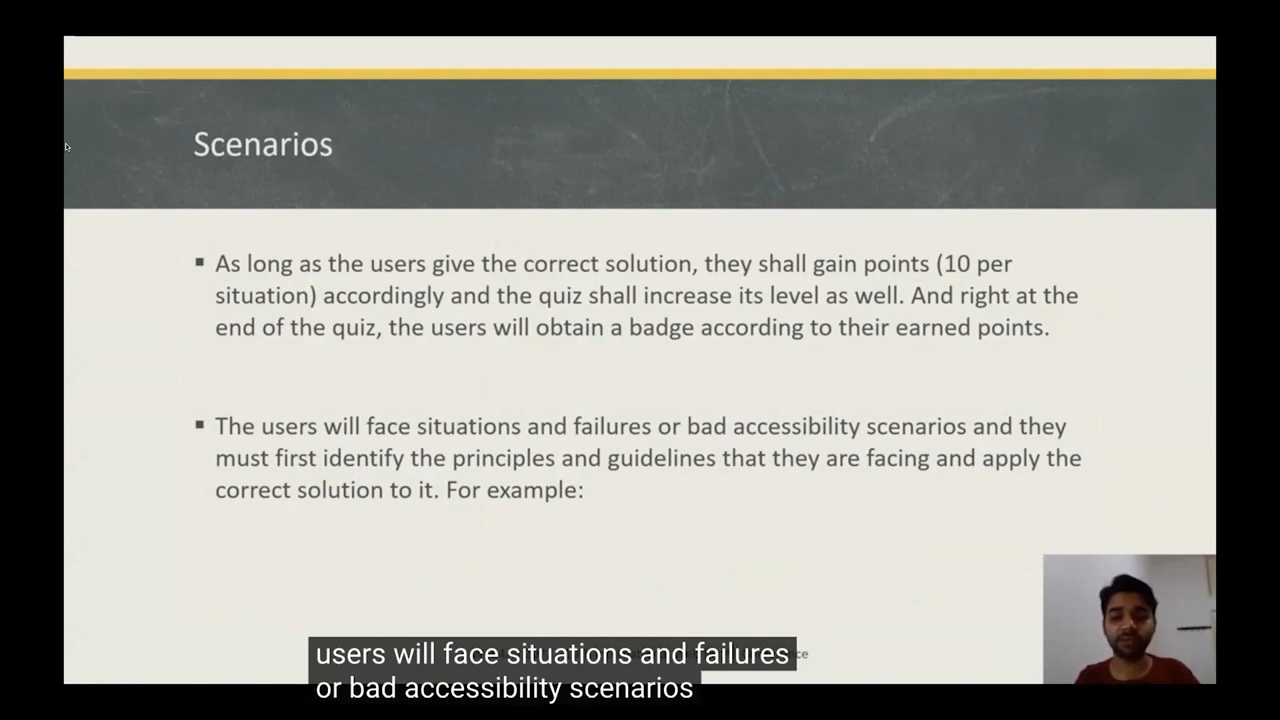 Scenarios
▪ As long as the users give the correct solution, they shall gain points (10 per
situation) accordingly and the quiz shall increase its level as well. And right at the
end of the quiz, the users will obtain a badge according to their earned points.
▪ The users will face situations and failures or bad accessibility scenarios and they
must first identify the principles and guidelines that they are facing and apply the
correct solution to it. For example:
users will face situations and failures
or bad accessibility scenarios